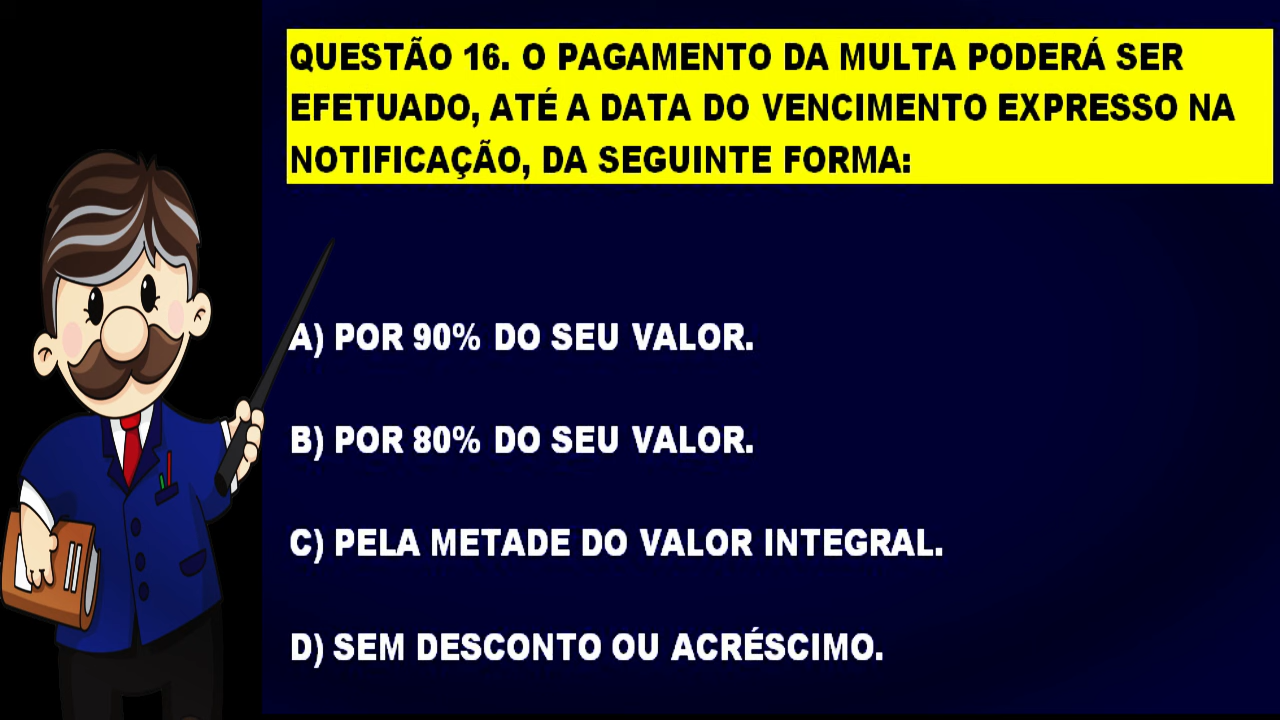 QUESTÃO 16. O PAGAMENTO DA MULTA PODERÁ SER
EFETUADO, ATÉ A DATA DO VENCIMENTO EXPRESSO NA
NOTIFICAÇÃO, DA SEGUINTE FORMA:
A) POR 90% DO SEU VALOR.
B) POR 80% DO SEU VALOR.
C) PELA METADE DO VALOR INTEGRAL.
D) SEM DESCONTO OU ACRÉSCIMO.